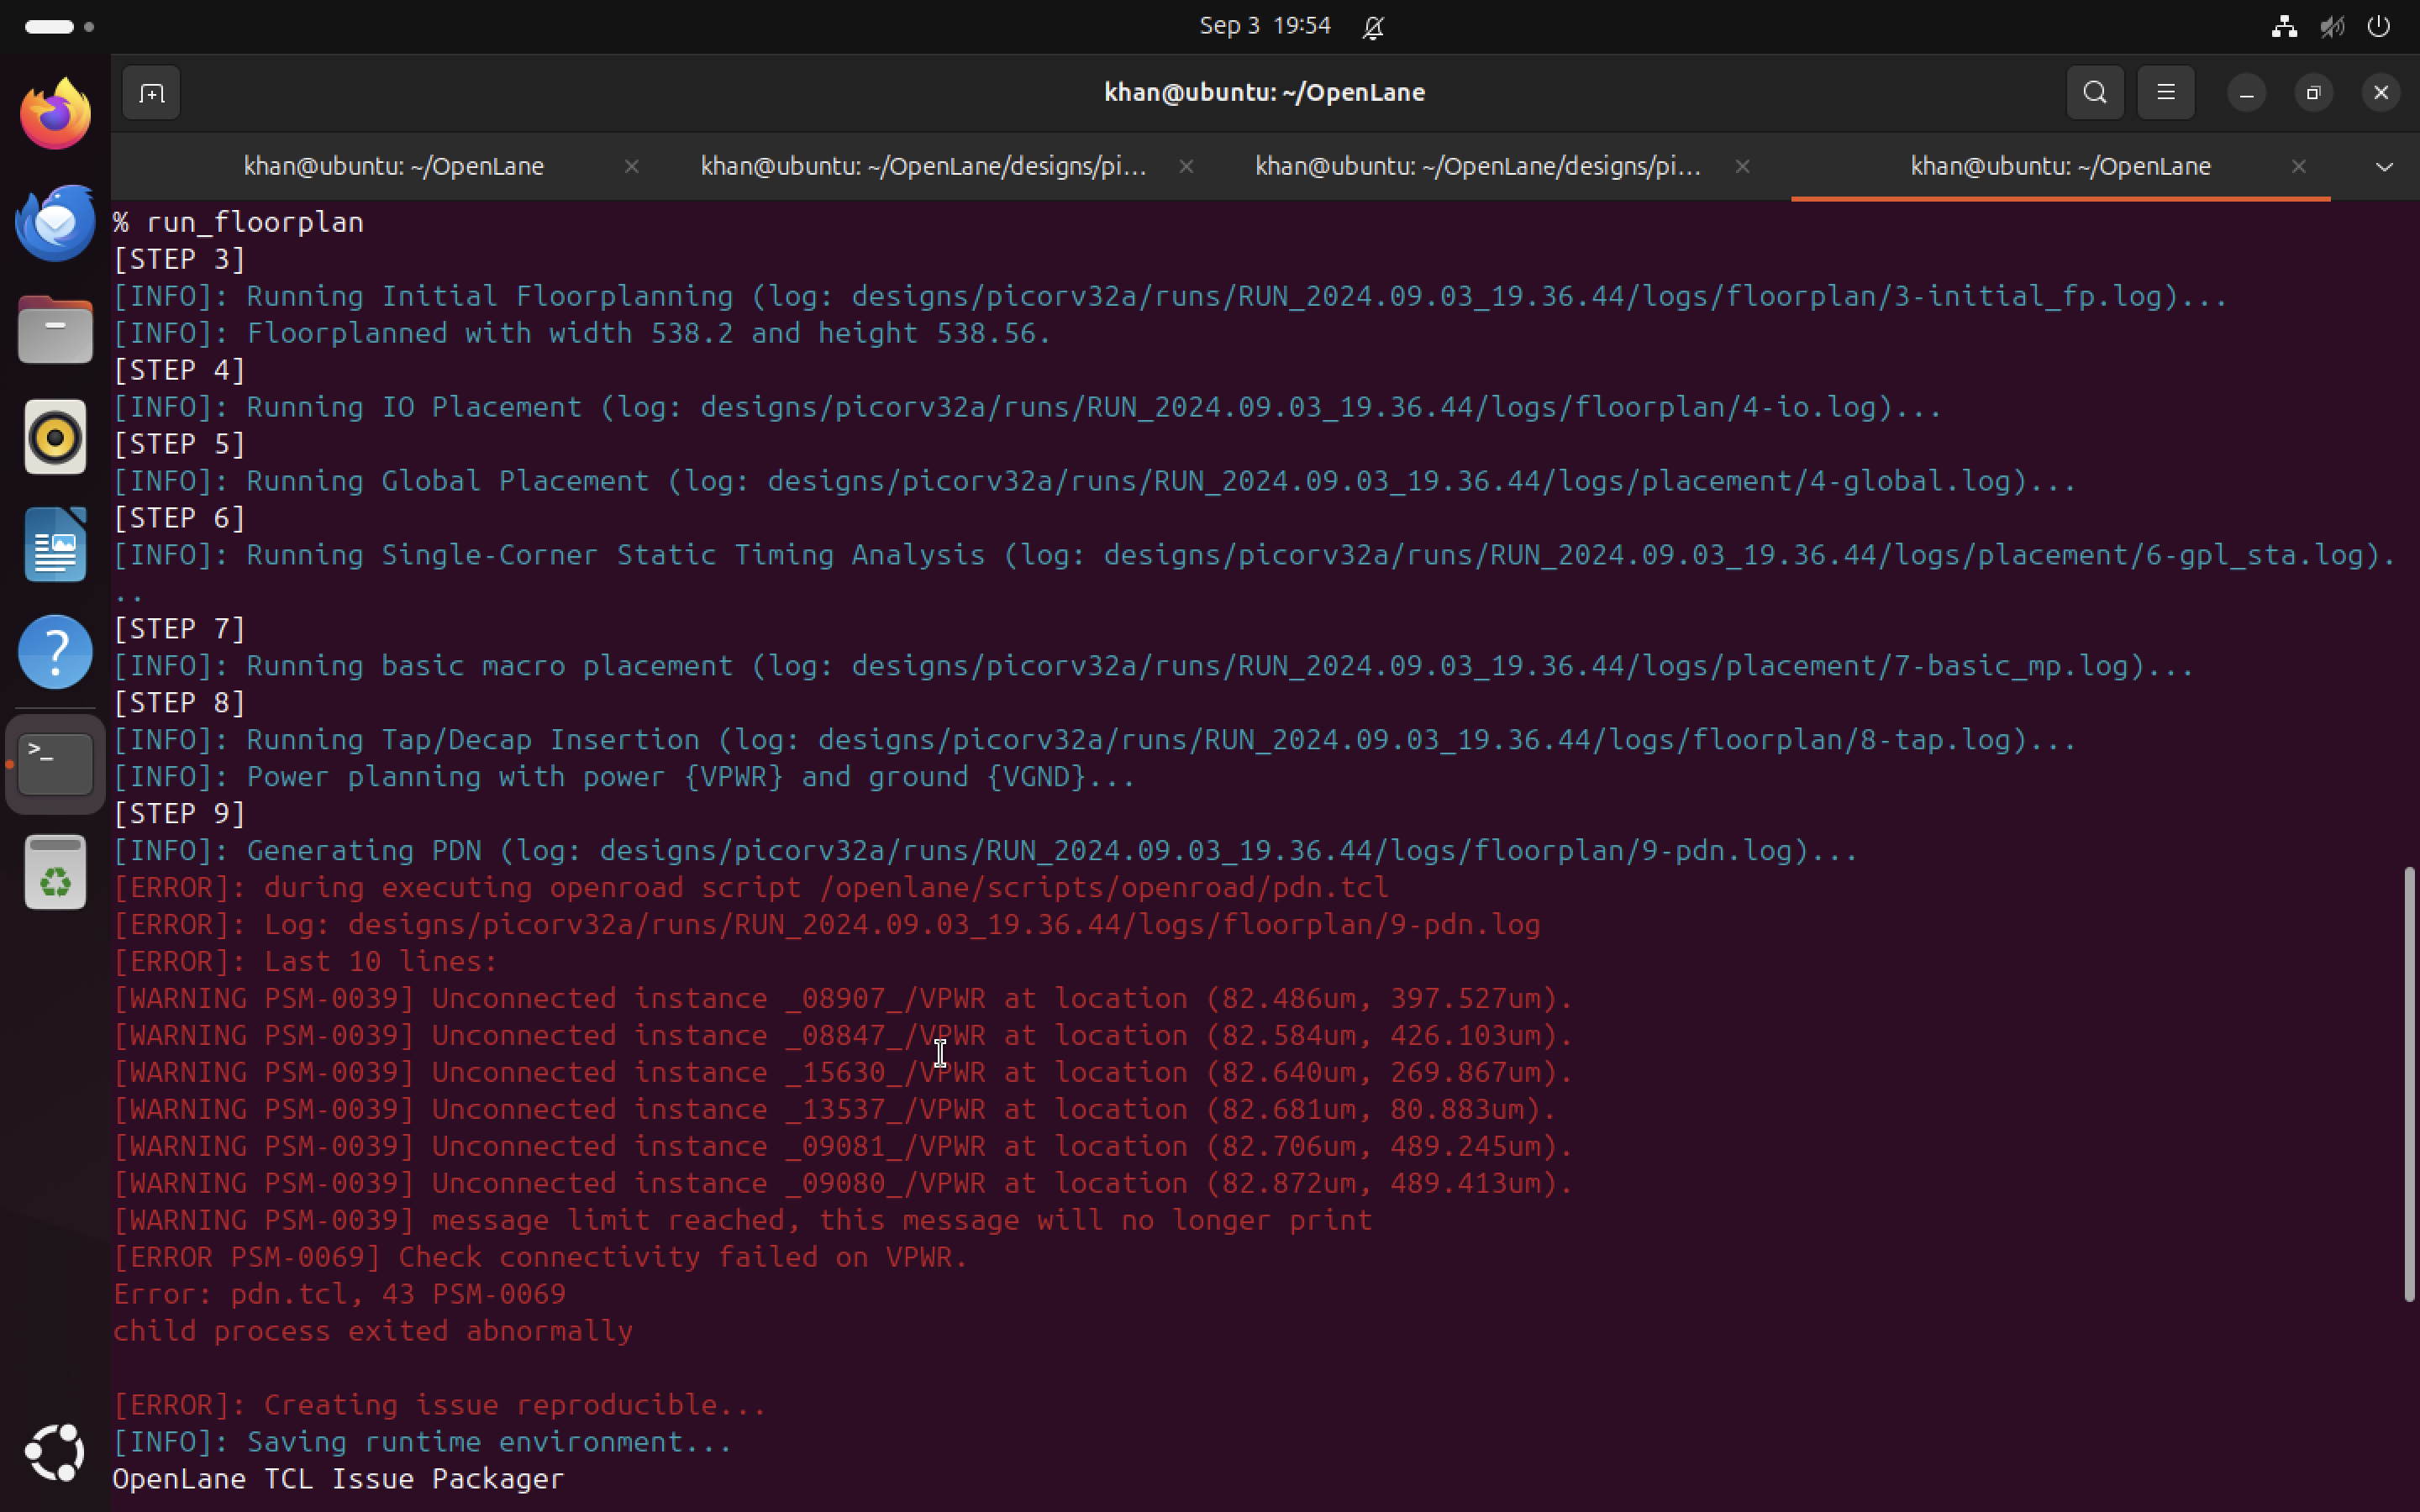 Sep 3 19:54
khan@ubuntu: ~/OpenLane
khan@ubuntu: ~/OpenLane
khan@ubuntu: ~/OpenLane/designs/pi...
khan@ubuntu: ~/OpenLane/designs/pi...
khan@ubuntu: ~/OpenLane
% run_floorplan
[STEP 3]
[INFO]: Running Initial Floorplanning (log: designs/picorv32a/runs/RUN_2024.09.03_19.36.44/logs/floorplan/3-initial_fp.log)...
[INFO]: Floorplanned with width 538.2 and height 538.56.
[STEP 4]
[INFO]: Running IO Placement (log: designs/picorv32a/runs/RUN_2024.09.03_19.36.44/logs/floorplan/4-io.log)...
[STEP 5]
[INFO]: Running Global Placement (log: designs/picorv32a/runs/RUN_2024.09.03_19.36.44/logs/placement/4-global.log)...
[STEP 6]
[INFO]: Running Single-Corner Static Timing Analysis (log: designs/picorv32a/runs/RUN_2024.09.03_19.36.44/logs/placement/6-gpl_sta.log).
..
[STEP 7]
[INFO]: Running basic macro placement (log: designs/picorv32a/runs/RUN_2024.09.03_19.36.44/logs/placement/7-basic_mp.log)...
[STEP 8]
[INFO]: Running Tap/Decap Insertion (log: designs/picorv32a/runs/RUN_2024.09.03_19.36.44/logs/floorplan/8-tap.log)...
[INFO]: Power planning with power {VPWR} and ground {VGND}...
[STEP 9]
[INFO]: Generating PDN (log: designs/picorv32a/runs/RUN_2024.09.03_19.36.44/logs/floorplan/9-pdn.log)...
[ERROR]: during executing openroad script /openlane/scripts/openroad/pdn.tcl
[ERROR]: Log: designs/picorv32a/runs/RUN_2024.09.03_19.36.44/logs/floorplan/9-pdn.log
[ERROR]: Last 10 lines:
[WARNING PSM-0039] Unconnected instance _08907_/VPWR at location (82.486um, 397.527um).
[WARNING PSM-0039] Unconnected instance _08847_/VPWR at location (82.584um, 426.103um).
[WARNING PSM-0039] Unconnected instance _15630_/VPWR at location (82.640um, 269.867um).
[WARNING PSM-0039] Unconnected instance _13537_/VPWR at location (82.681um, 80.883um).
[WARNING PSM-0039] Unconnected instance _09081_/VPWR at location (82.706um, 489.245um).
[WARNING PSM-0039] Unconnected instance _09080_/VPWR at location (82.872um, 489.413um).
[WARNING PSM-0039] message limit reached, this message will no longer print
[ERROR PSM-0069] Check connectivity failed on VPWR.
Error: pdn.tcl, 43 PSM-0069
child process exited abnormally
[ERROR]: Creating issue reproducible...
[INFO]: Saving runtime environment...
OpenLane TCL Issue Packager